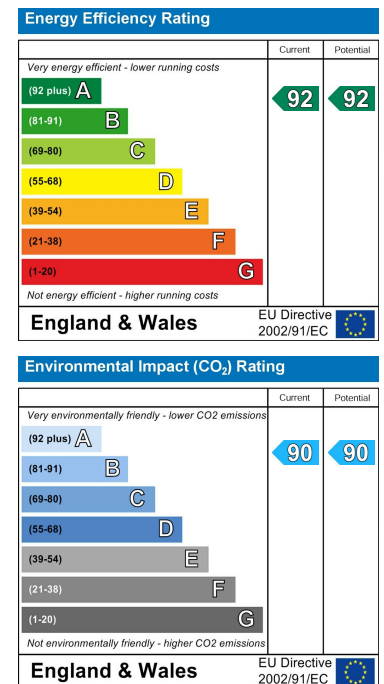 Energy Efficiency Rating
Current Potential
Very energy efficient - lower running costs
(92 plus) A
92 92
(81-91) B
(69-80) C
(55-68) D
(39-54) E
(21-38) F
(1-20) G
Not energy efficient - higher running costs
England & Wales
EU Directive
2002/91/EC
Environmental Impact (CO₂) Rating
Current Potential
Very environmentally friendly - lower CO2 emissions
(92 plus) A
(81-91) B
90 90
(69-80) C
(55-68) D
(39-54) E
(21-38) F
(1-20) G
Not environmentally friendly - higher CO2 emissions
England & Wales
EU Directive
2002/91/EC